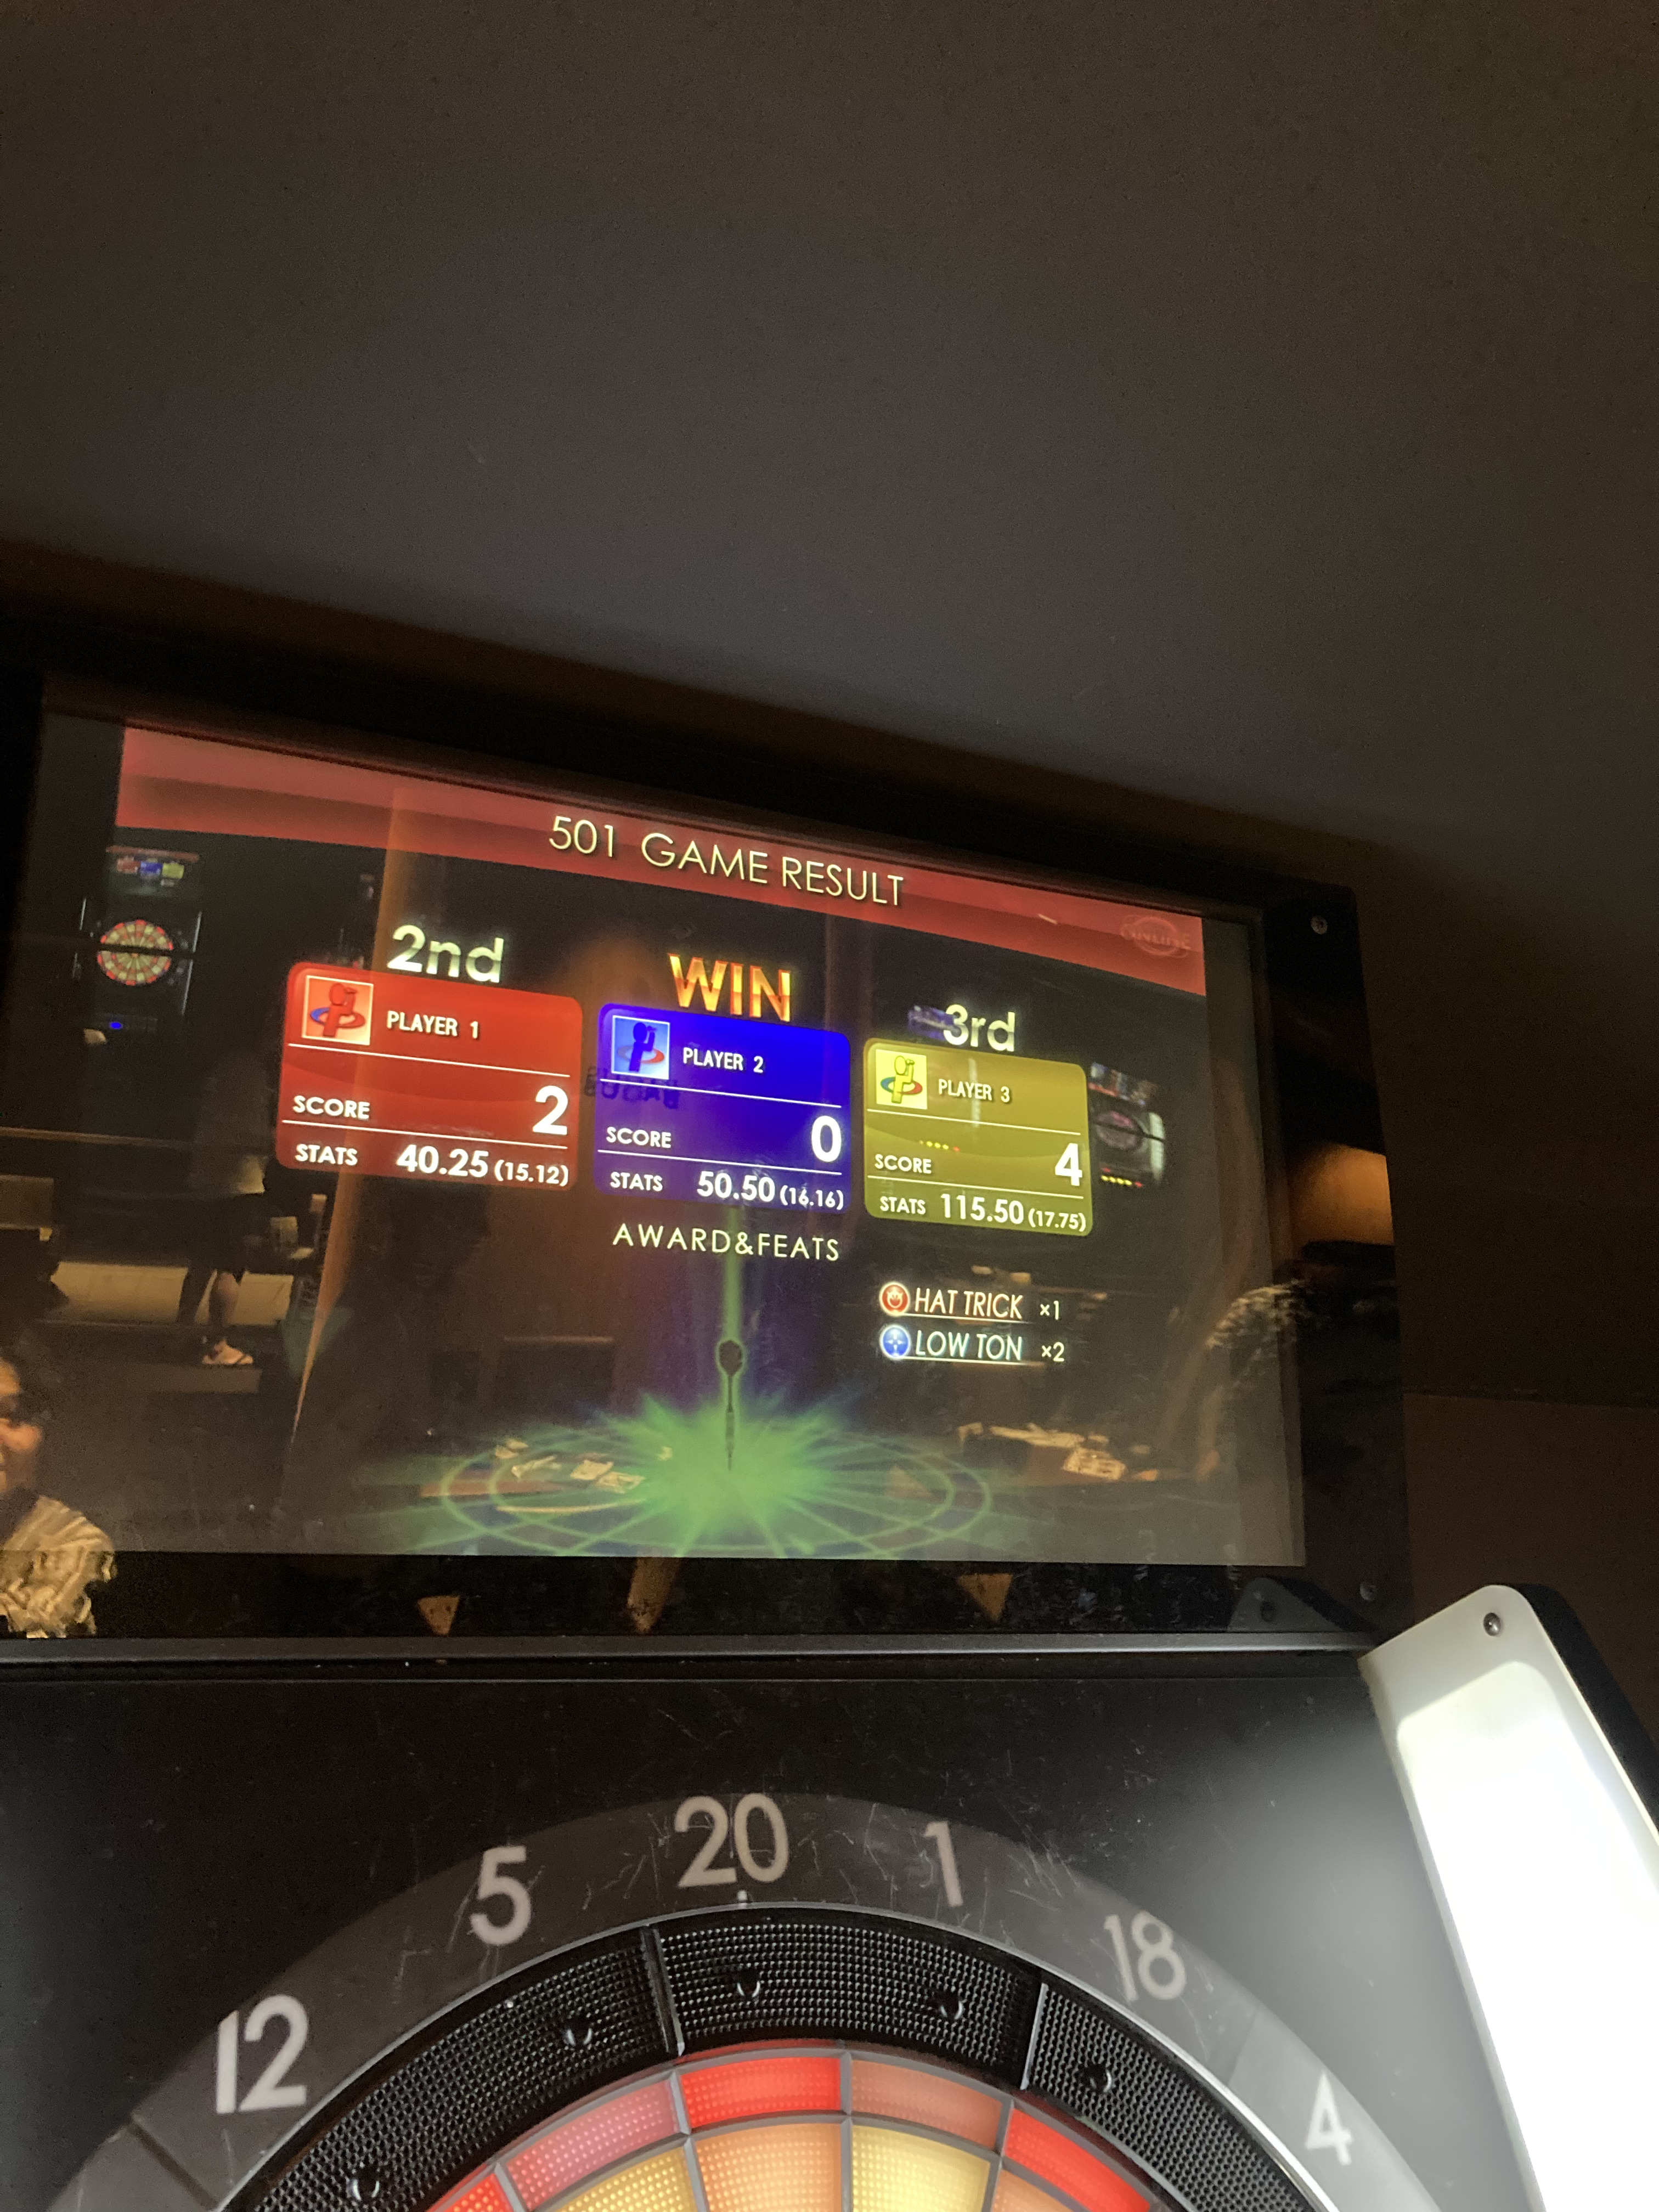 501 GAME RESULT
2nd
WIN
3rd
PLAYER 1
SCORE 2
STATS 40.25 (15.12)
PLAYER 2
SCORE 0
STATS 50.50 (16.16)
PLAYER 3
SCORE 4
STATS 115.50 (17.75)
AWARD&FEATS
HAT TRICK ×1
LOW TON ×2
12 5 20 1 18 4